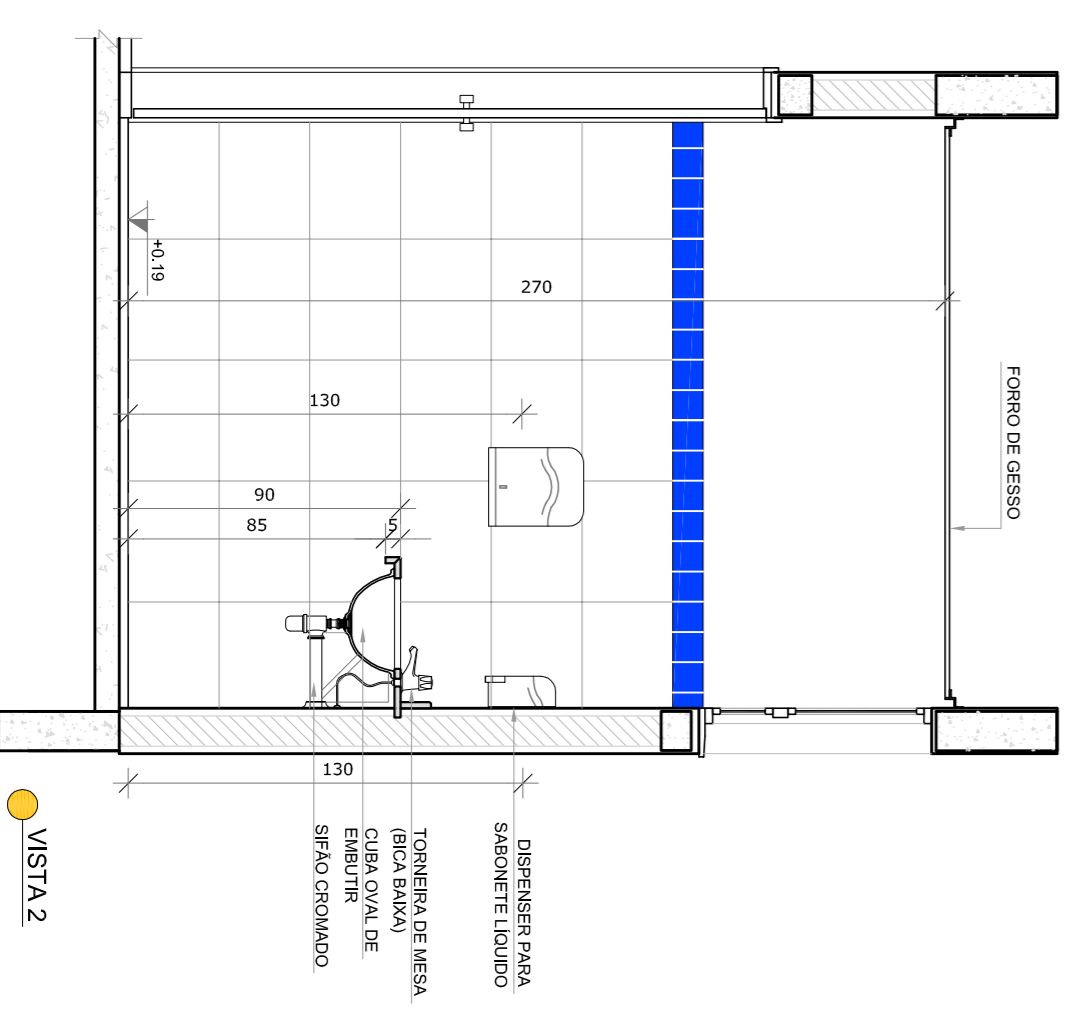 FORRO DE GESSO
+0.19
270
130
90
85
5
130
DISPENSER PARA
SABONETE LÍQUIDO
TORNEIRA DE MESA
(BICA BAIXA)
CUBA OVAL DE
EMBUTIR
SIFÃO CROMADO
VISTA 2